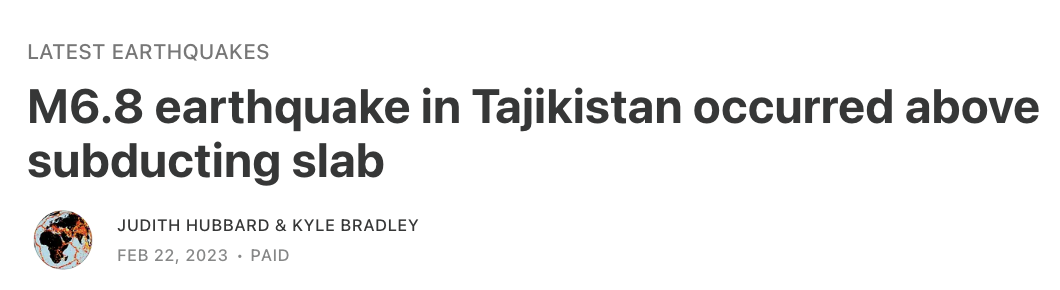 LATEST EARTHQUAKES
M6.8 earthquake in Tajikistan occurred above
subducting slab
JUDITH HUBBARD & KYLE BRADLEY
FEB 22, 2023 • PAID